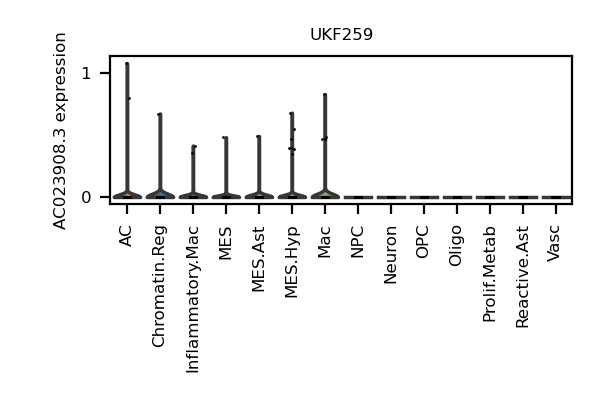 UKF259
AC023908.3 expression
1
0
AC
Chromatin.Reg
Inflammatory.Mac
MES
MES.Ast
MES.Hyp
Mac
NPC
Neuron
OPC
Oligo
Prolif.Metab
Reactive.Ast
Vasc